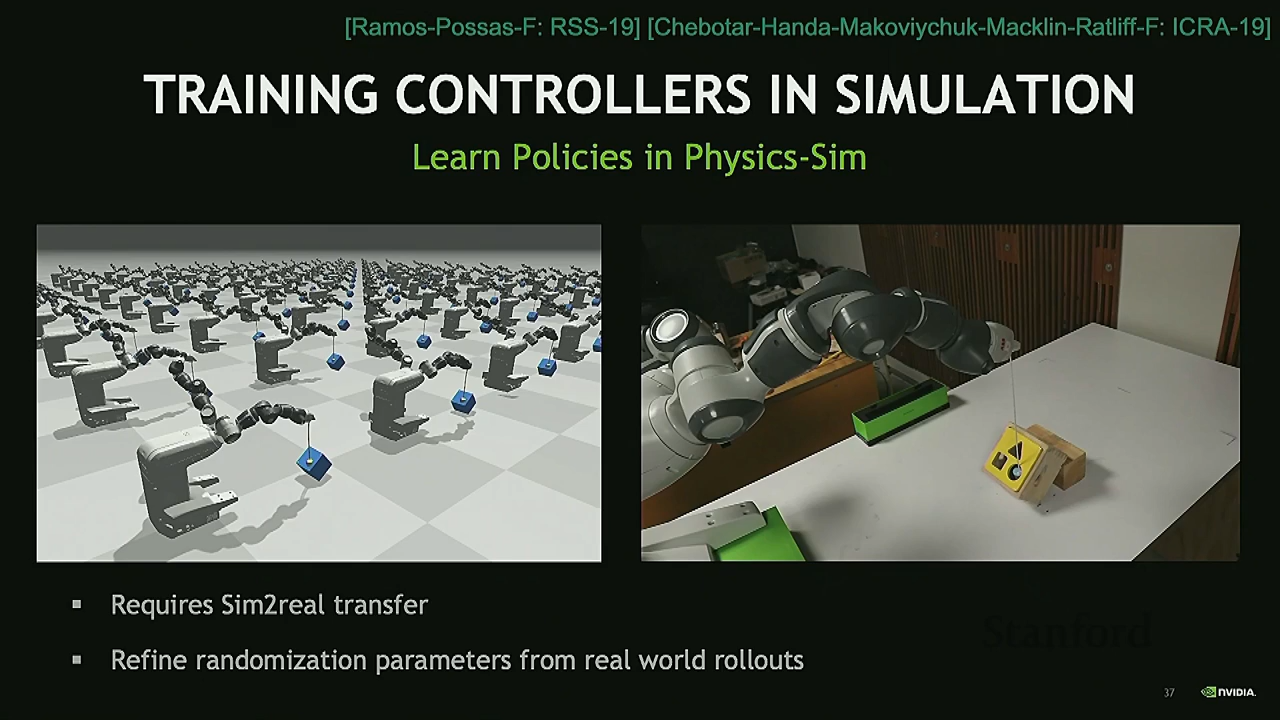 [Ramos-Possas-F: RSS-19] [Chebotar-Handa-Makoviychuk-Macklin-Ratliff-F: ICRA-19]
TRAINING CONTROLLERS IN SIMULATION
Learn Policies in Physics-Sim
▪ Requires Sim2real transfer
▪ Refine randomization parameters from real world rollouts
Stanford
37 NVIDIA.